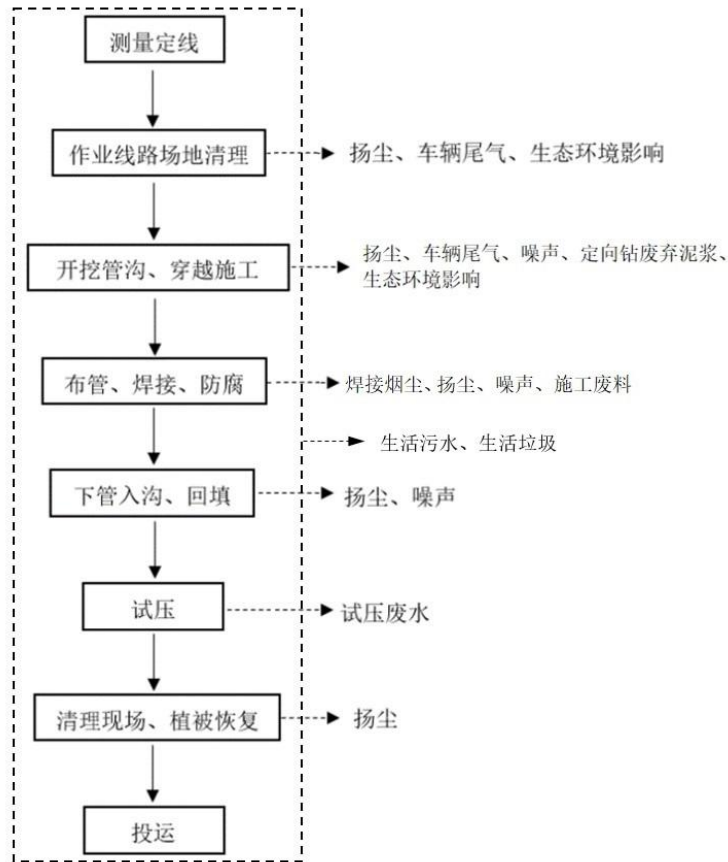 测量定线
作业线路场地清理
扬尘、车辆尾气、生态环境影响
开挖管沟、穿越施工
扬尘、车辆尾气、噪声、定向钻废弃泥浆、
生态环境影响
布管、焊接、防腐
焊接烟尘、扬尘、噪声、施工废料
生活污水、生活垃圾
下管入沟、回填
扬尘、噪声
试压
试压废水
清理现场、植被恢复
扬尘
投运